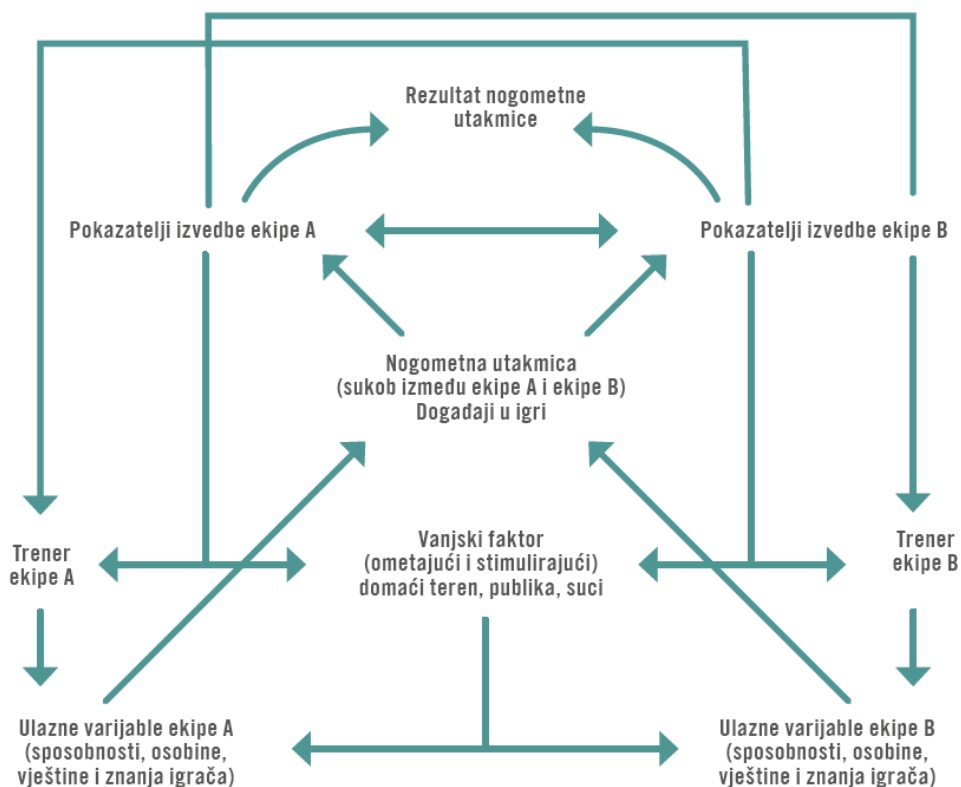 Rezultat nogometne
utakmice
Pokazatelji izvedbe ekipe A
Pokazatelji izvedbe ekipe B
Nogometna utakmica
(sukob između ekipe A i ekipe B)
Događaji u igri
Trener
ekipe A
Vanjski faktor
(ometajući i stimulirajući)
domaći teren, publika, suci
Trener
ekipe B
Ulazne varijable ekipe A
(sposobnosti, osobine,
vještine i znanja igrača)
Ulazne varijable ekipe B
(sposobnosti, osobine,
vještine i znanja igrača)